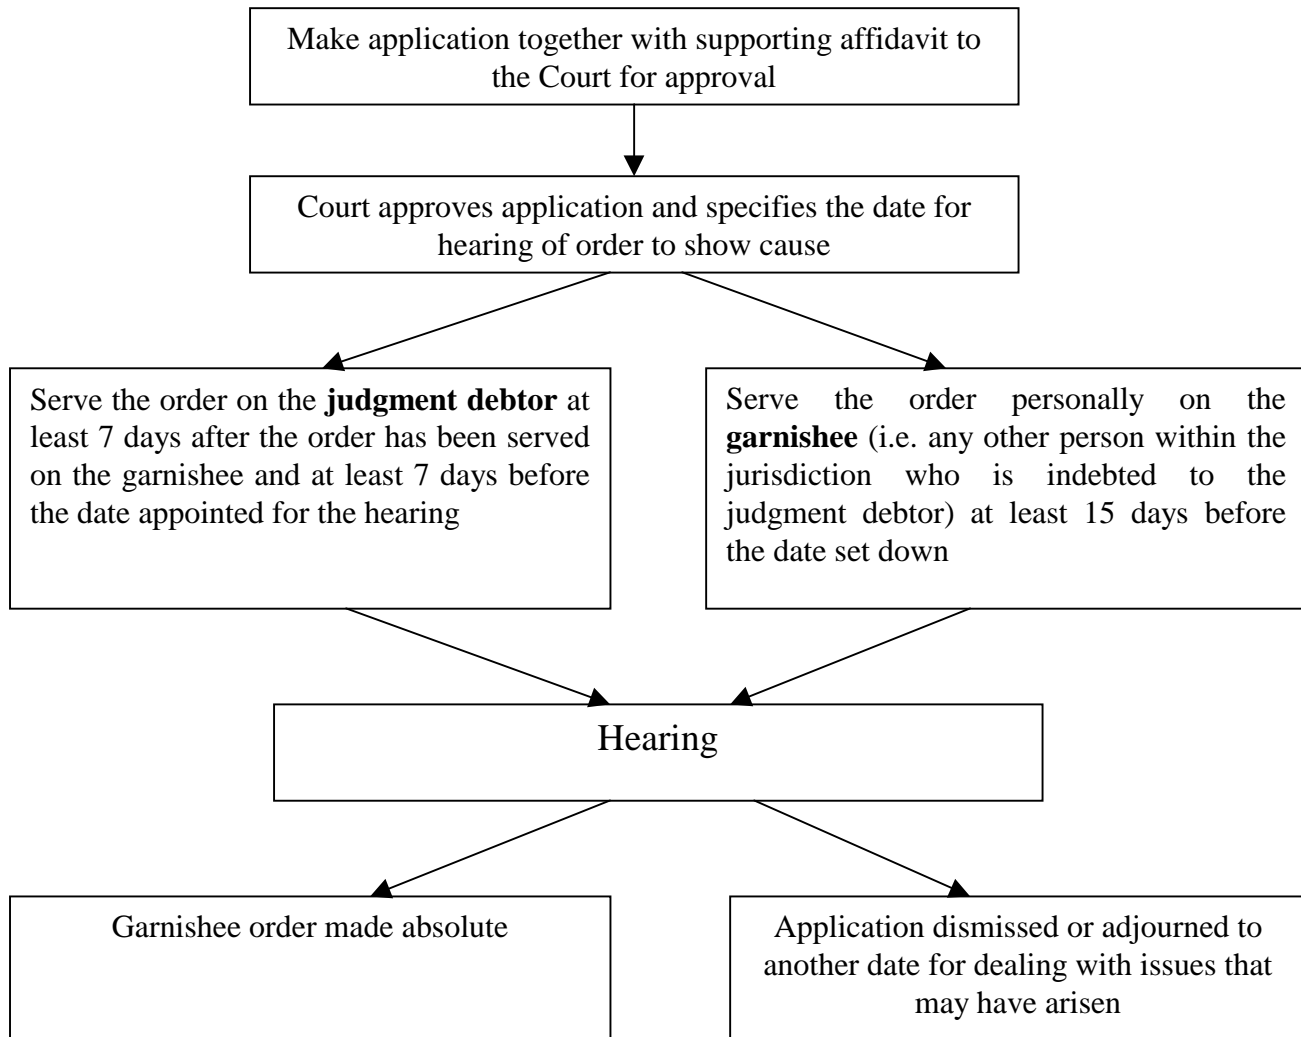 Make application together with supporting affidavit to
the Court for approval
Court approves application and specifies the date for
hearing of order to show cause
Serve the order on the judgment debtor at
least 7 days after the order has been served
on the garnishee and at least 7 days before
the date appointed for the hearing
Serve the order personally on the
garnishee (i.e. any other person within the
jurisdiction who is indebted to the
judgment debtor) at least 15 days before
the date set down
Hearing
Garnishee order made absolute
Application dismissed or adjourned to
another date for dealing with issues that
may have arisen